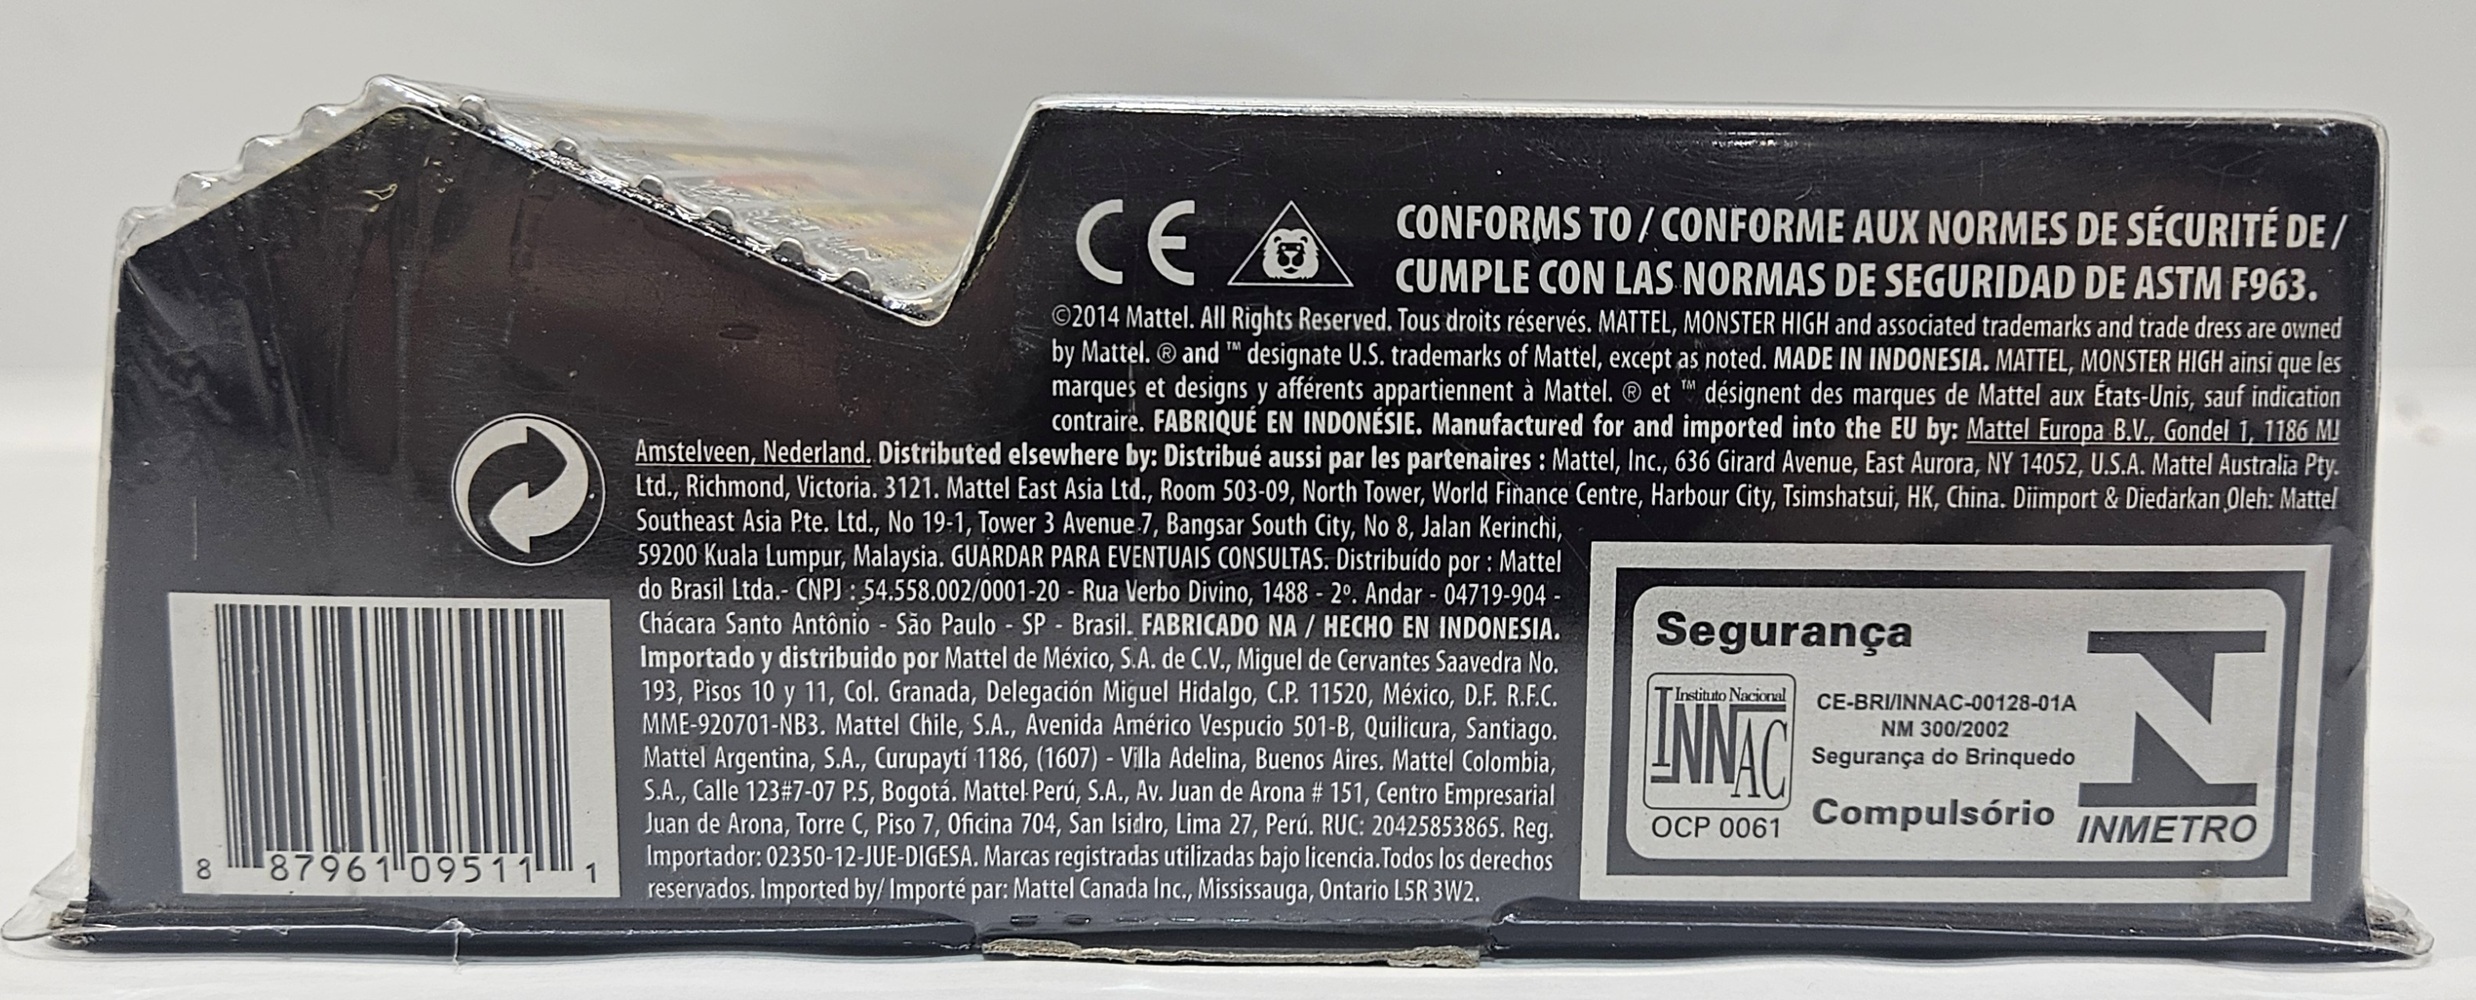 CE
CONFORMS TO / CONFORME AUX NORMES DE SÉCURITÉ DE /
CUMPLE CON LAS NORMAS DE SEGURIDAD DE ASTM F963.
©2014 Mattel. All Rights Reserved. Tous droits réservés. MATTEL, MONSTER HIGH and associated trademarks and trade dress are owned
by Mattel. ® and ™ designate U.S. trademarks of Mattel, except as noted. MADE IN INDONESIA. MATTEL, MONSTER HIGH ainsi que les
marques et designs y afférents appartiennent à Mattel. ® et ™ désignent des marques de Mattel aux États-Unis, sauf indication
contraire. FABRIQUÉ EN INDONÉSIE. Manufactured for and imported into the EU by: Mattel Europa B.V., Gondel 1, 1186 MJ
Amstelveen, Nederland. Distributed elsewhere by: Distribué aussi par les partenaires : Mattel, Inc., 636 Girard Avenue, East Aurora, NY 14052, U.S.A. Mattel Australia Pty.
Ltd., Richmond, Victoria. 3121. Mattel East Asia Ltd., Room 503-09, North Tower, World Finance Centre, Harbour City, Tsimshatsui, HK, China. Diimport & Diedarkan Oleh: Mattel
Southeast Asia Pte. Ltd., No 19-1, Tower 3 Avenue 7, Bangsar South City, No 8, Jalan Kerinchi,
59200 Kuala Lumpur, Malaysia. GUARDAR PARA EVENTUAIS CONSULTAS. Distribuído por : Mattel
do Brasil Ltda.- CNPJ : 54.558.002/0001-20 - Rua Verbo Divino, 1488 - 2º. Andar - 04719-904 -
Chácara Santo Antônio - São Paulo - SP - Brasil. FABRICADO NA / HECHO EN INDONESIA.
Importado y distribuido por Mattel de México, S.A. de C.V., Miguel de Cervantes Saavedra No.
193, Pisos 10 y 11, Col. Granada, Delegación Miguel Hidalgo, C.P. 11520, México, D.F. R.F.C.
MME-920701-NB3. Mattel Chile, S.A., Avenida Américo Vespucio 501-B, Quilicura, Santiago.
Mattel Argentina, S.A., Curupaytí 1186, (1607) - Villa Adelina, Buenos Aires. Mattel Colombia,
S.A., Calle 123#7-07 P.5, Bogotá. Mattel Perú, S.A., Av. Juan de Arona # 151, Centro Empresarial
Juan de Arona, Torre C, Piso 7, Oficina 704, San Isidro, Lima 27, Perú. RUC: 20425853865. Reg.
Importador: 02350-12-JUE-DIGESA. Marcas registradas utilizadas bajo licencia.Todos los derechos
reservados. Imported by/ Importé par: Mattel Canada Inc., Mississauga, Ontario L5R 3W2.
8 87961 09511 1
Segurança
Instituto Nacional
INNAC
OCP 0061
CE-BRI/INNAC-00128-01A
NM 300/2002
Segurança do Brinquedo
Compulsório
INMETRO